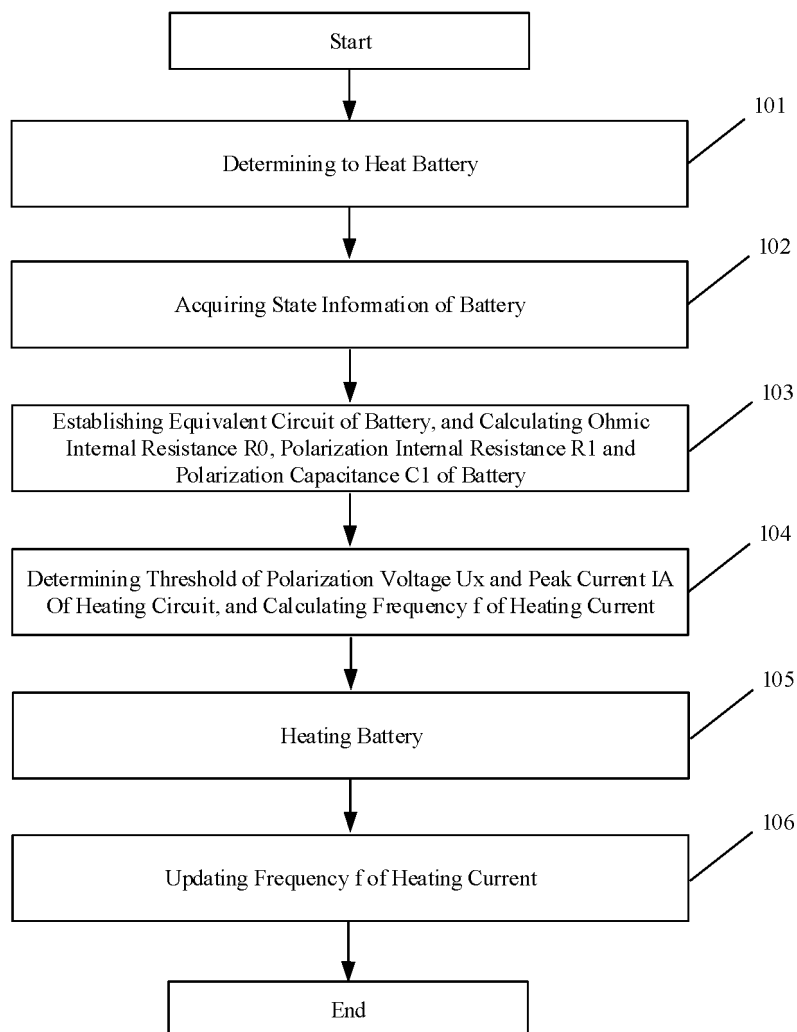 Start
101
Determining to Heat Battery
102
Acquiring State Information of Battery
103
Establishing Equivalent Circuit of Battery, and Calculating Ohmic
Internal Resistance R0, Polarization Internal Resistance R1 and
Polarization Capacitance C1 of Battery
104
Determining Threshold of Polarization Voltage Ux and Peak Current IA
Of Heating Circuit, and Calculating Frequency f of Heating Current
105
Heating Battery
106
Updating Frequency f of Heating Current
End